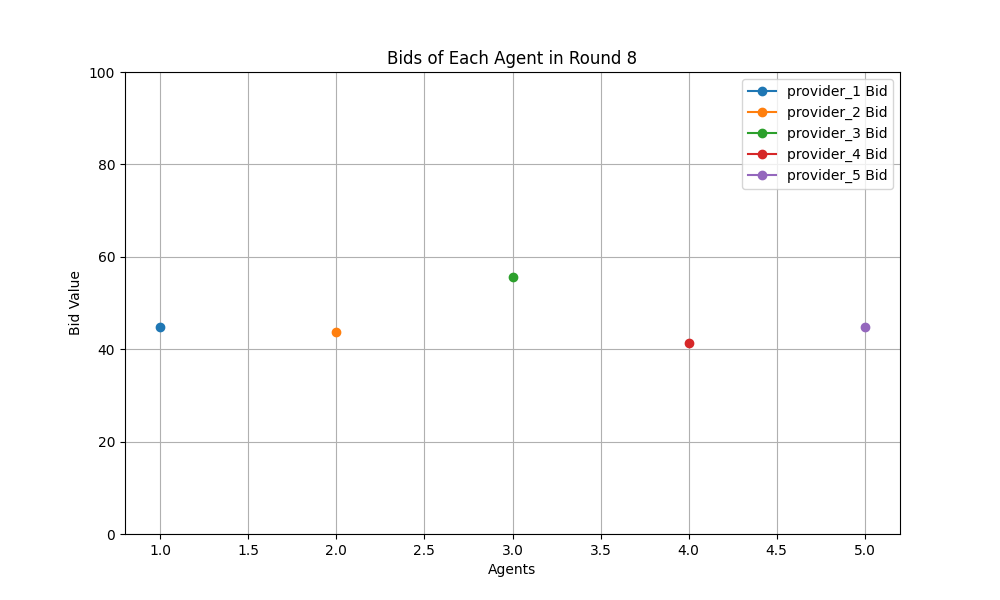 Bids of Each Agent in Round 8
100
80
60
40
20
0
Bid Value
provider_1 Bid
provider_2 Bid
provider_3 Bid
provider_4 Bid
provider_5 Bid
1.0 1.5 2.0 2.5 3.0 3.5 4.0 4.5 5.0
Agents